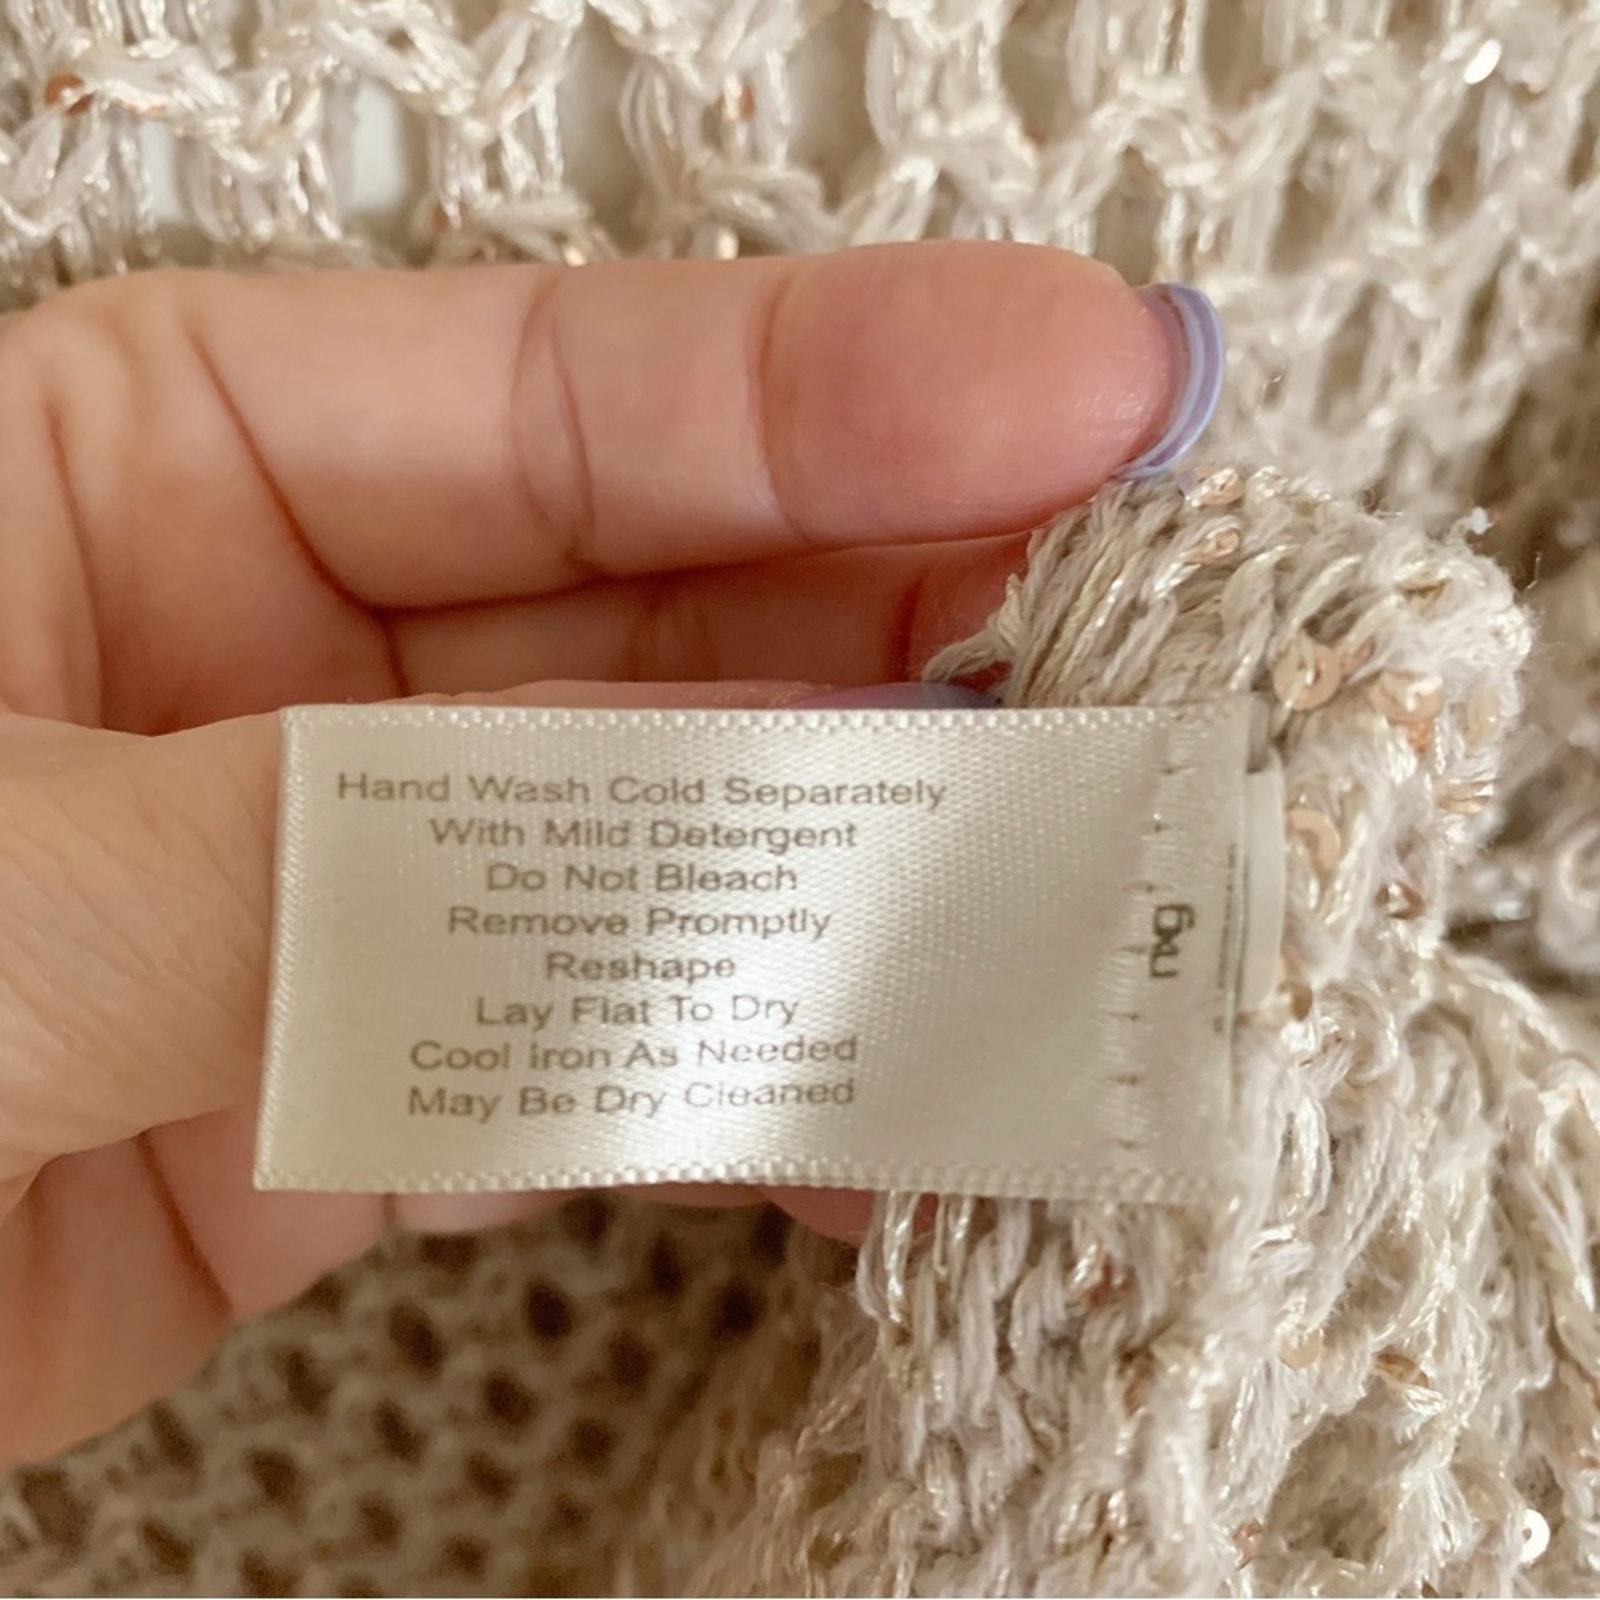 Hand Wash Cold Separately
With Mild Detergent
Do Not Bleach
Remove Promptly
Reshape
Lay Flat To Dry
Cool Iron As Needed
May Be Dry Cleaned